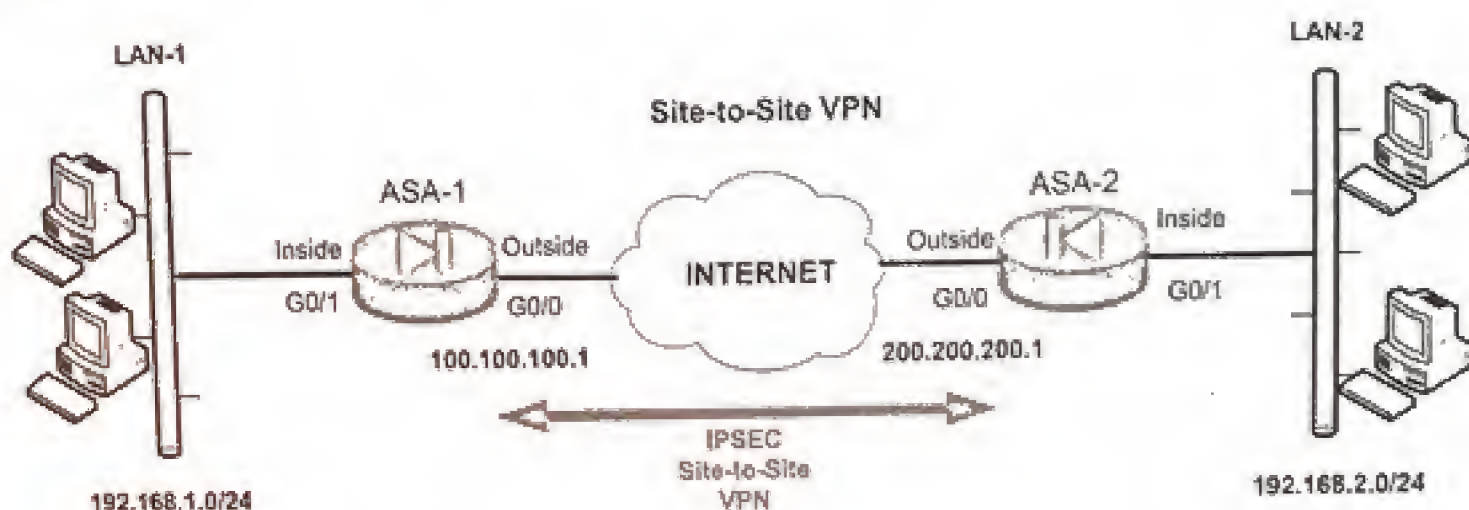 LAN-1
LAN-2
Site-to-Site VPN
ASA-1
ASA-2
Inside
Outside
INTERNET
Outside
Inside
G0/1
G0/0
G0/0
G0/1
100.100.100.1
200.200.200.1
IPSEC
Site-to-Site
VPN
192.168.1.0/24
192.168.2.0/24